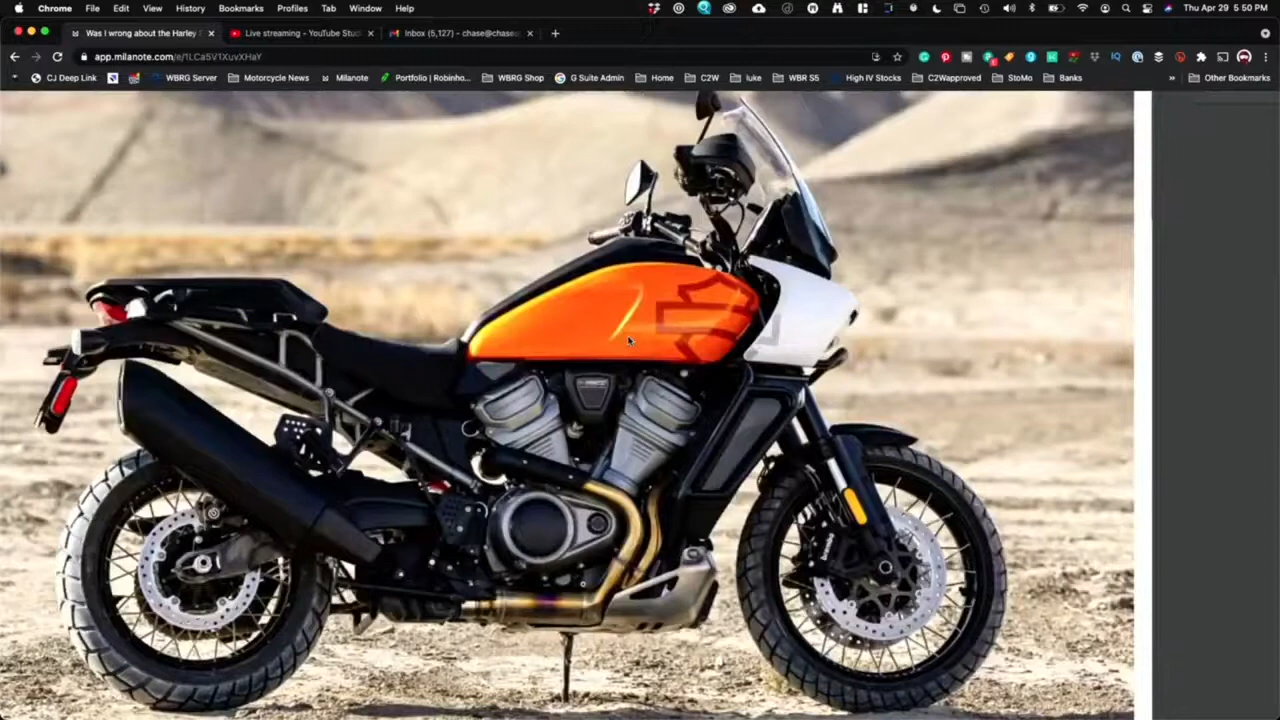 Chrome File Edit View History Bookmarks Profiles Tab Window Help Thu Apr 29 5:50 PM
Was I wrong about the Harley Live streaming - YouTube Stud Inbox (5,127) - chase@chase
app.milanote.com/e/1LCa5V1XuvXHaY
CJ Deep Link WBRG Server Motorcycle News Milanote Portfolio | Robinho... WBRG Shop G Suite Admin Home C2W luke WBR S5 High IV Stocks C2Wapproved StoMo Banks » Other Bookmarks